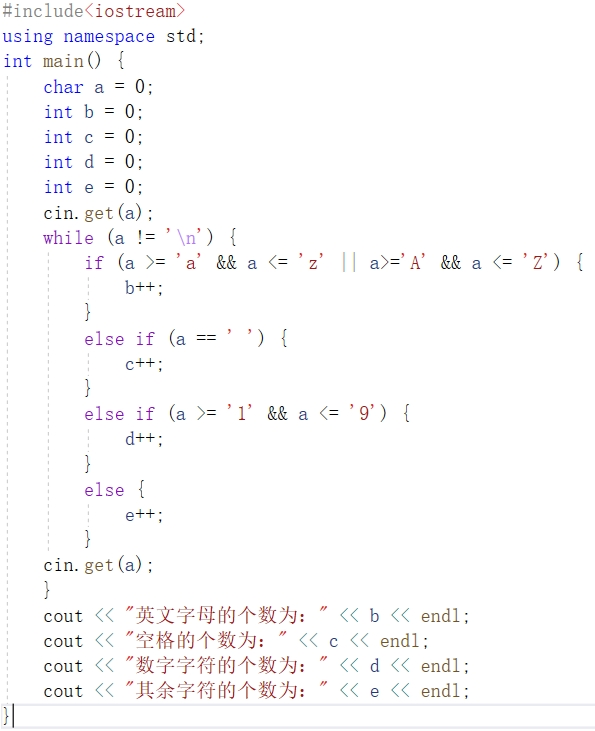 #include<iostream>
using namespace std;
int main() {
    char a = 0;
    int b = 0;
    int c = 0;
    int d = 0;
    int e = 0;
    cin.get(a);
    while (a != '\n') {
        if (a >= 'a' && a <= 'z' || a>='A' && a <= 'Z') {
            b++;
        }
        else if (a == ' ') {
            c++;
        }
        else if (a >= '1' && a <= '9') {
            d++;
        }
        else {
            e++;
        }
    cin.get(a);
    }
    cout << "英文字母的个数为：" << b << endl;
    cout << "空格的个数为：" << c << endl;
    cout << "数字字符的个数为：" << d << endl;
    cout << "其余字符的个数为：" << e << endl;
}